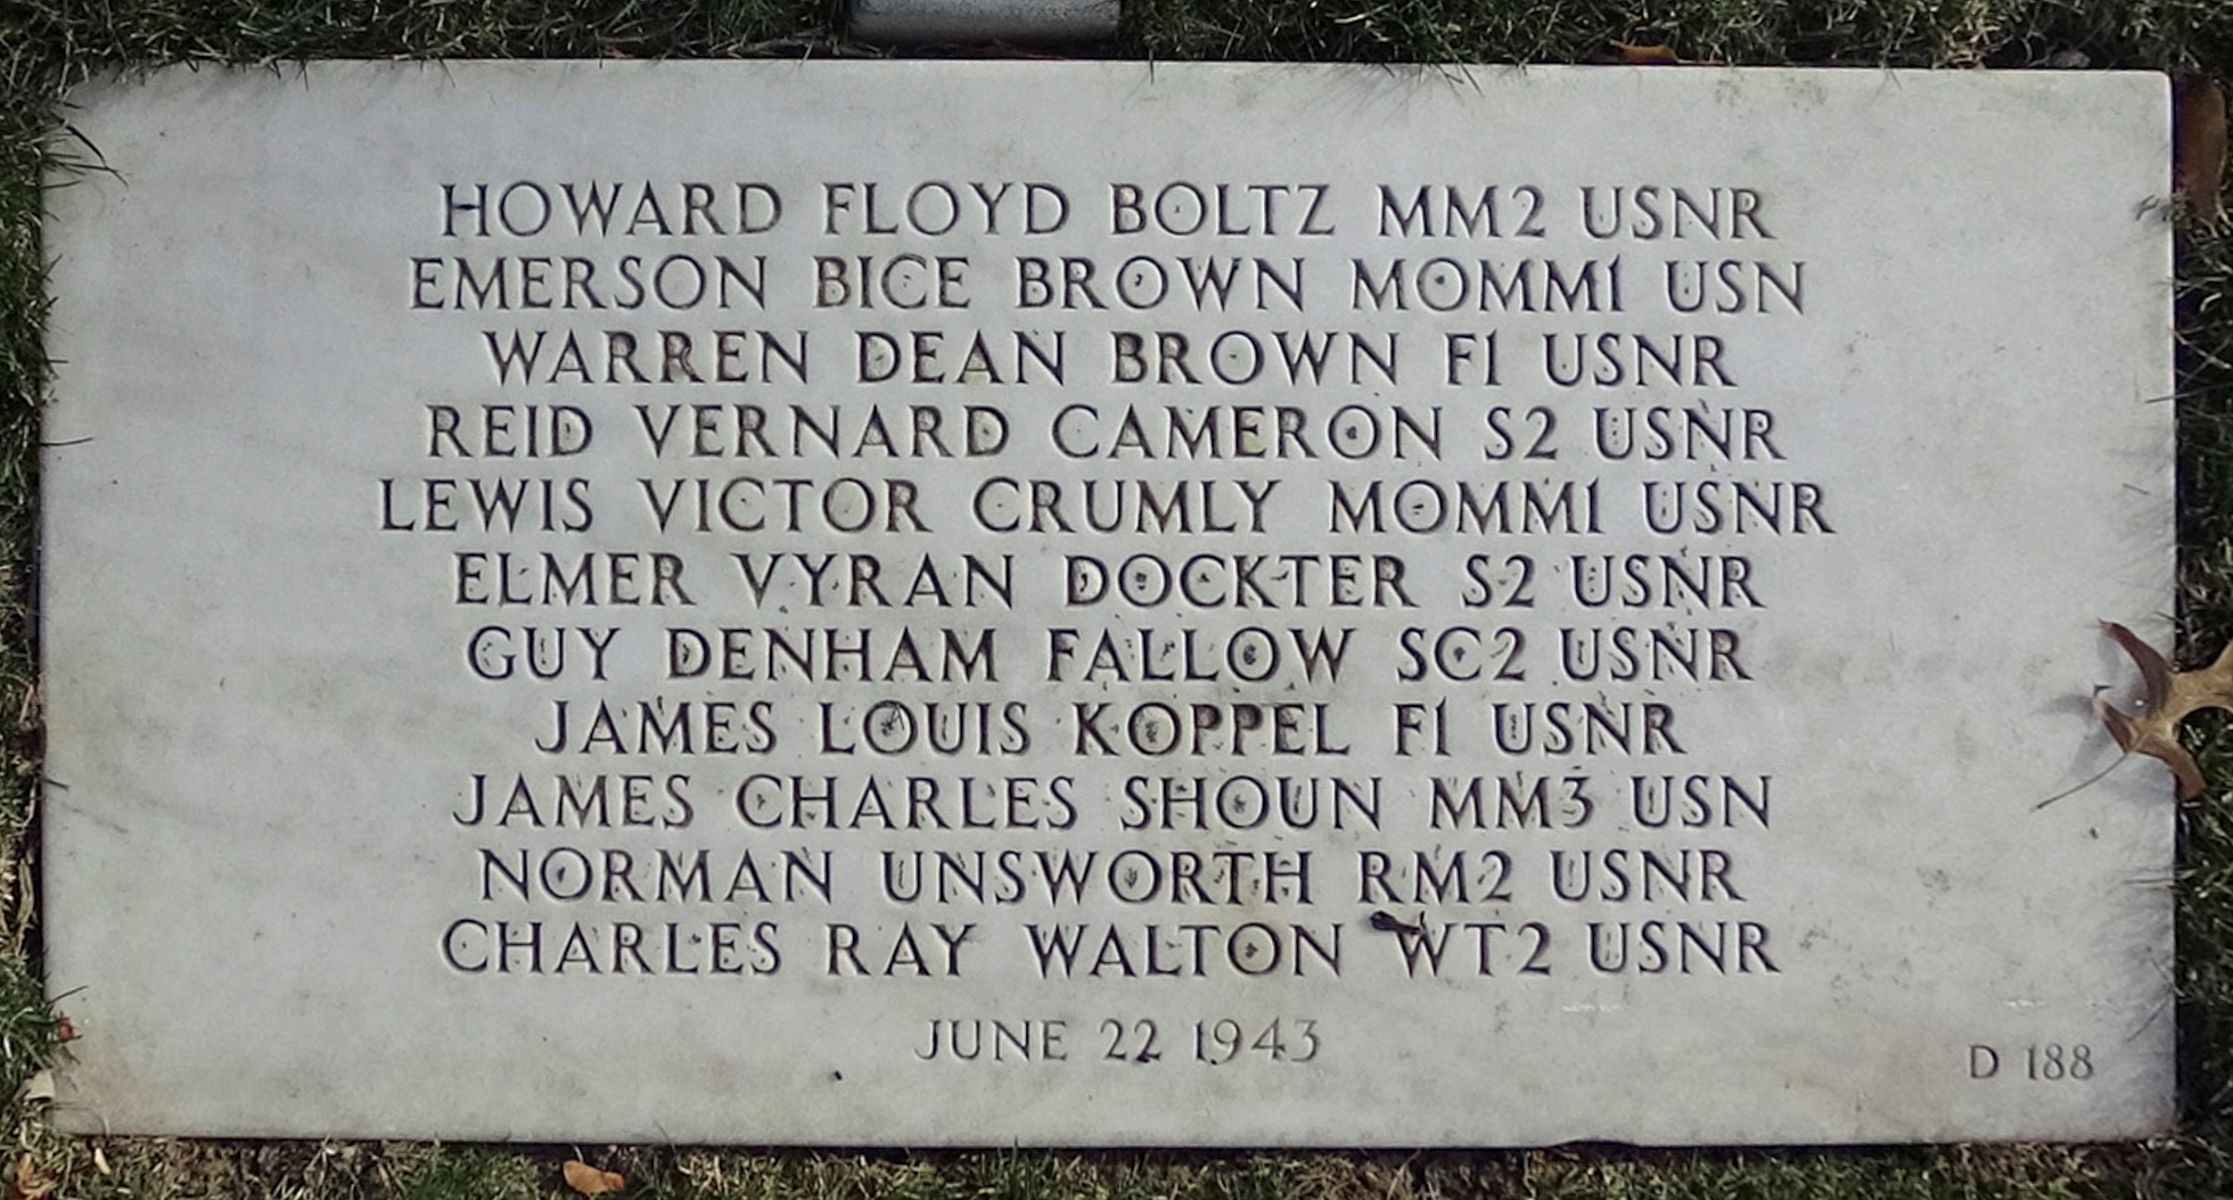 HOWARD FLOYD BOLTZ MM2 USNR
EMERSON BICE BROWN MOMM1 USN
WARREN DEAN BROWN F1 USNR
REID VERNARD CAMERON S2 USNR
LEWIS VICTOR CRUMLY MOMM1 USNR
ELMER VYRAN DOCKTER S2 USNR
GUY DENHAM FALLOW SC2 USNR
JAMES LOUIS KOPPEL F1 USNR
JAMES CHARLES SHOUN MM3 USN
NORMAN UNSWORTH RM2 USNR
CHARLES RAY WALTON WT2 USNR
JUNE 22 1943
D 188